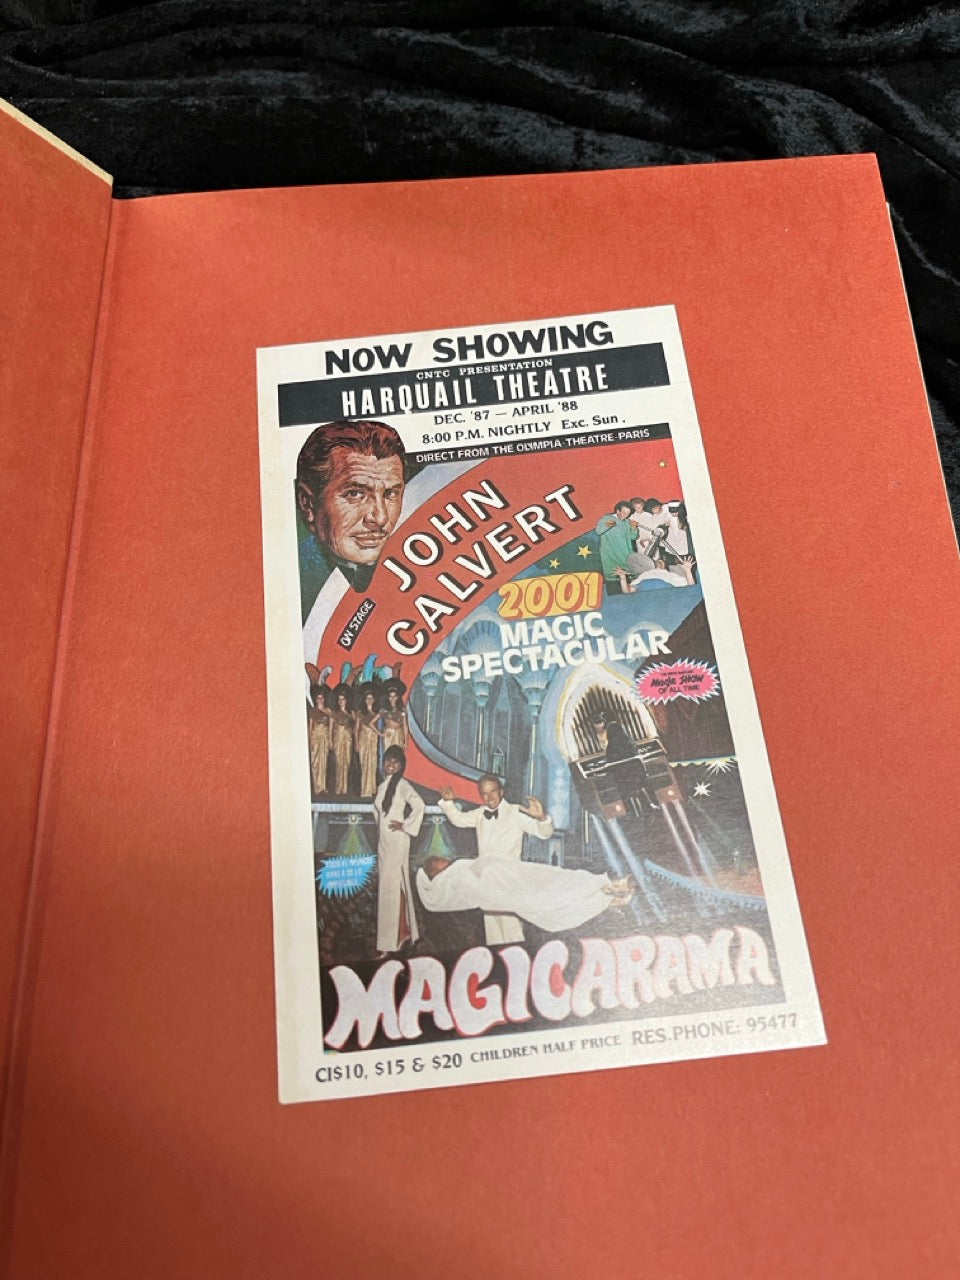 NOW SHOWING
CNTC PRESENTATION
HARQUAIL THEATRE
DEC. '87 — APRIL '88
8:00 P.M. NIGHTLY Exc. Sun.
DIRECT FROM THE OLYMPIA-THEATRE-PARIS
ON STAGE
JOHN
CALVERT
2001
MAGIC
SPECTACULAR
Magic SHOW
OF ALL TIME
MAGICARAMA
CI$10, $15 & $20 CHILDREN HALF PRICE RES.PHONE: 95477